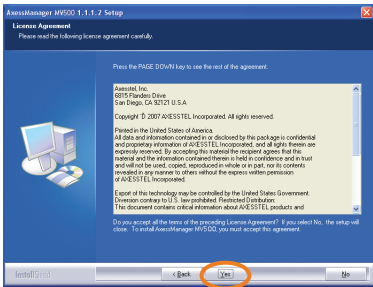 AxessManager MV500 1.1.1.2 Setup
License Agreement
Please read the following license agreement carefully.
Press the PAGE DOWN key to see the rest of the agreement.
Axesstel, Inc.
6815 Flanders Drive
San Diego, CA 92121 U.S.A
Copyright 'Ď 2007 AXESSTEL Incorporated. All rights reserved.
Printed in the United States of America.
All data and information contained in or disclosed by this package is confidential
and proprietary information of AXESSTEL Incorporated, and all rights therein are
expressly reserved. By accepting this material the recipient agrees that this
material and the information contained therein is held in confidence and in trust
and will not be used, copied, reproduced in whole or in part, nor its contents
revealed in any manner to others without the express written permission
of AXESSTEL Incorporated.
Export of this technology may be controlled by the United States Government.
Diversion contrary to U.S. law prohibited. Restricted Distribution:
This document contains critical information about AXESSTEL products and
Do you accept all the terms of the preceding License Agreement? If you select No, the setup will
close. To install AxessManager MV500, you must accept this agreement.
InstallShield
< Back
Yes
No